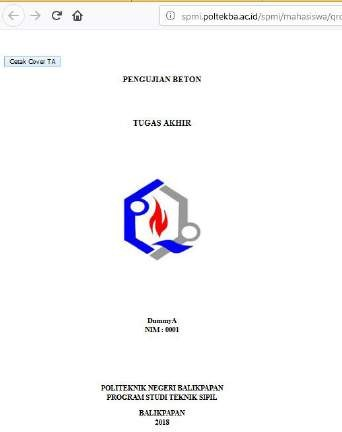 spmi.poltekba.ac.id/spmi/mahasiswa/qrc
Cetak Cover TA
PENGUJIAN BETON
TUGAS AKHIR
DummyA
NIM : 0001
POLITEKNIK NEGERI BALIKPAPAN
PROGRAM STUDI TEKNIK SIPIL
BALIKPAPAN
2018